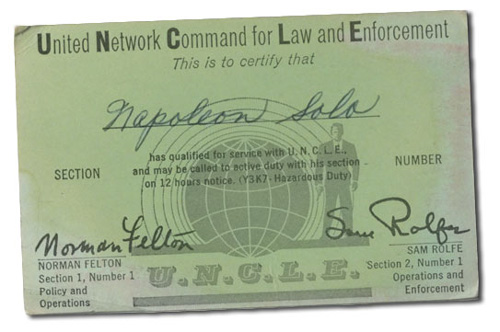 United Network Command for Law and Enforcement
This is to certify that
Napoleon Solo
has qualified for service with U.N.C.L.E.,
and may be called to active duty with his section
on 12 hours notice. (Y3K7- Hazardous Duty)
SECTION
NUMBER
Norman Felton
NORMAN FELTON
Section 1, Number 1
Policy and
Operations
U.N.C.L.E.
Sam Rolfe
SAM ROLFE
Section 2, Number 1
Operations and
Enforcement